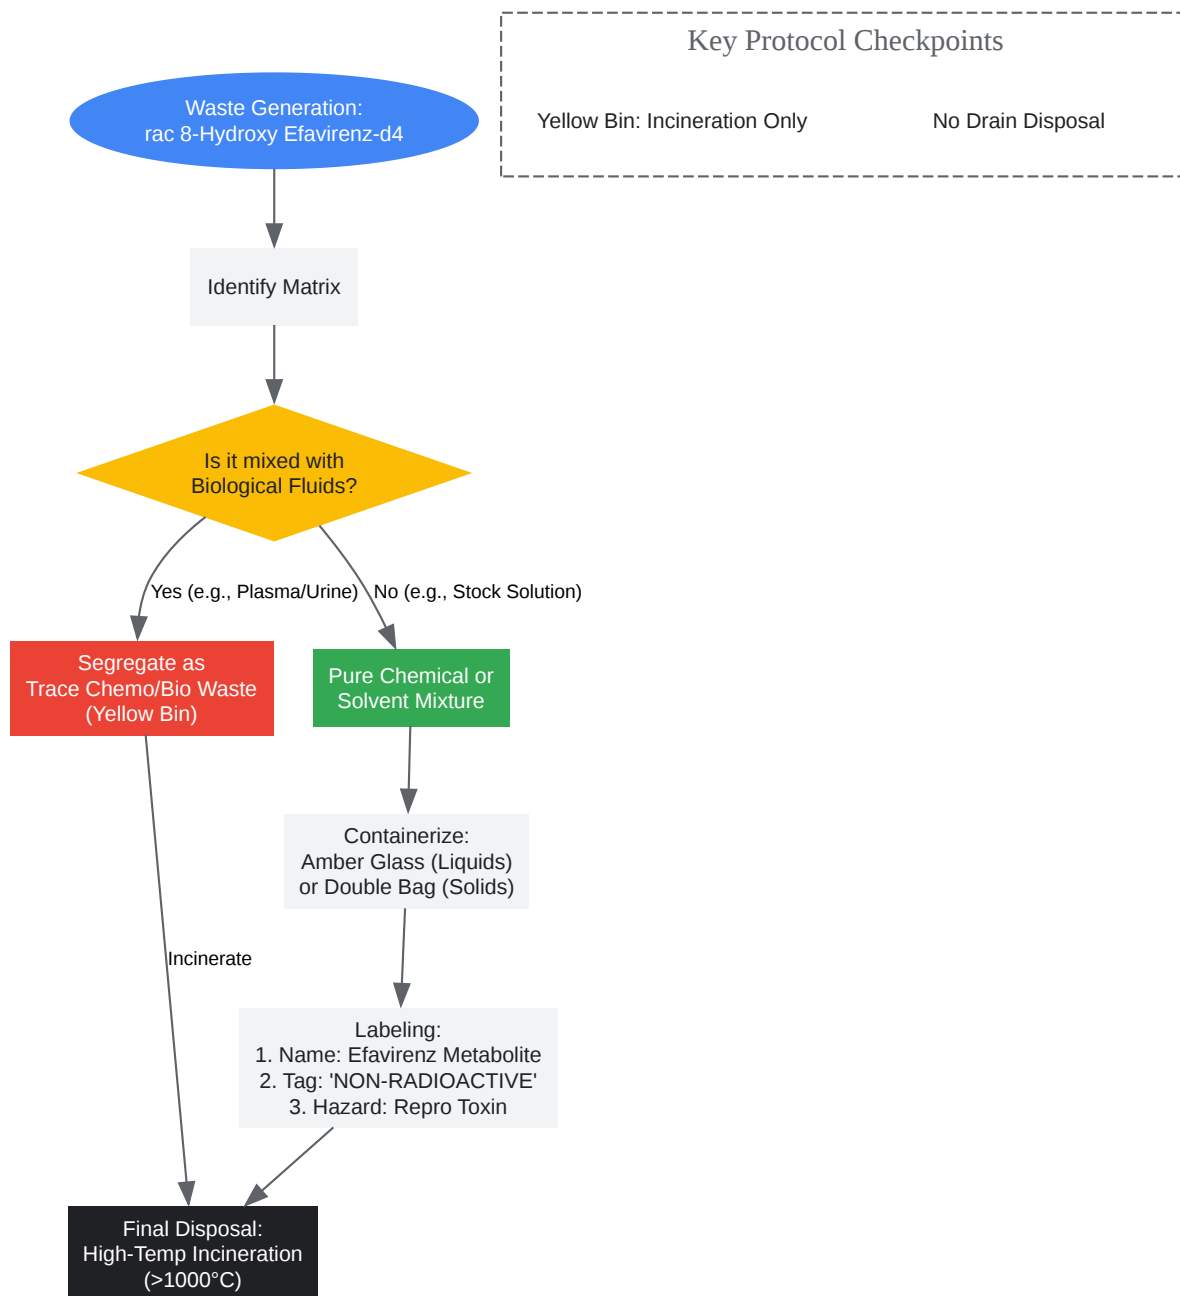 Key Protocol Checkpoints
Yellow Bin: Incineration Only
No Drain Disposal
Waste Generation:
rac 8-Hydroxy Efavirenz-d4
Identify Matrix
Is it mixed with
Biological Fluids?
Yes (e.g., Plasma/Urine)
No (e.g., Stock Solution)
Segregate as
Trace Chemo/Bio Waste
(Yellow Bin)
Pure Chemical or
Solvent Mixture
Containerize:
Amber Glass (Liquids)
or Double Bag (Solids)
Incinerate
Labeling:
1. Name: Efavirenz Metabolite
2. Tag: 'NON-RADIOACTIVE'
3. Hazard: Repro Toxin
Final Disposal:
High-Temp Incineration
(>1000°C)